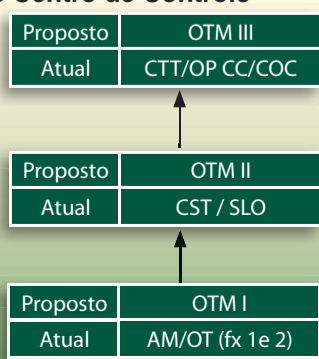 Centro de Controle
Proposto OTM III
Atual CTT/OP CC/COC
Proposto OTM II
Atual CST / SLO
Proposto OTM I
Atual AM/OT (fx 1e 2)